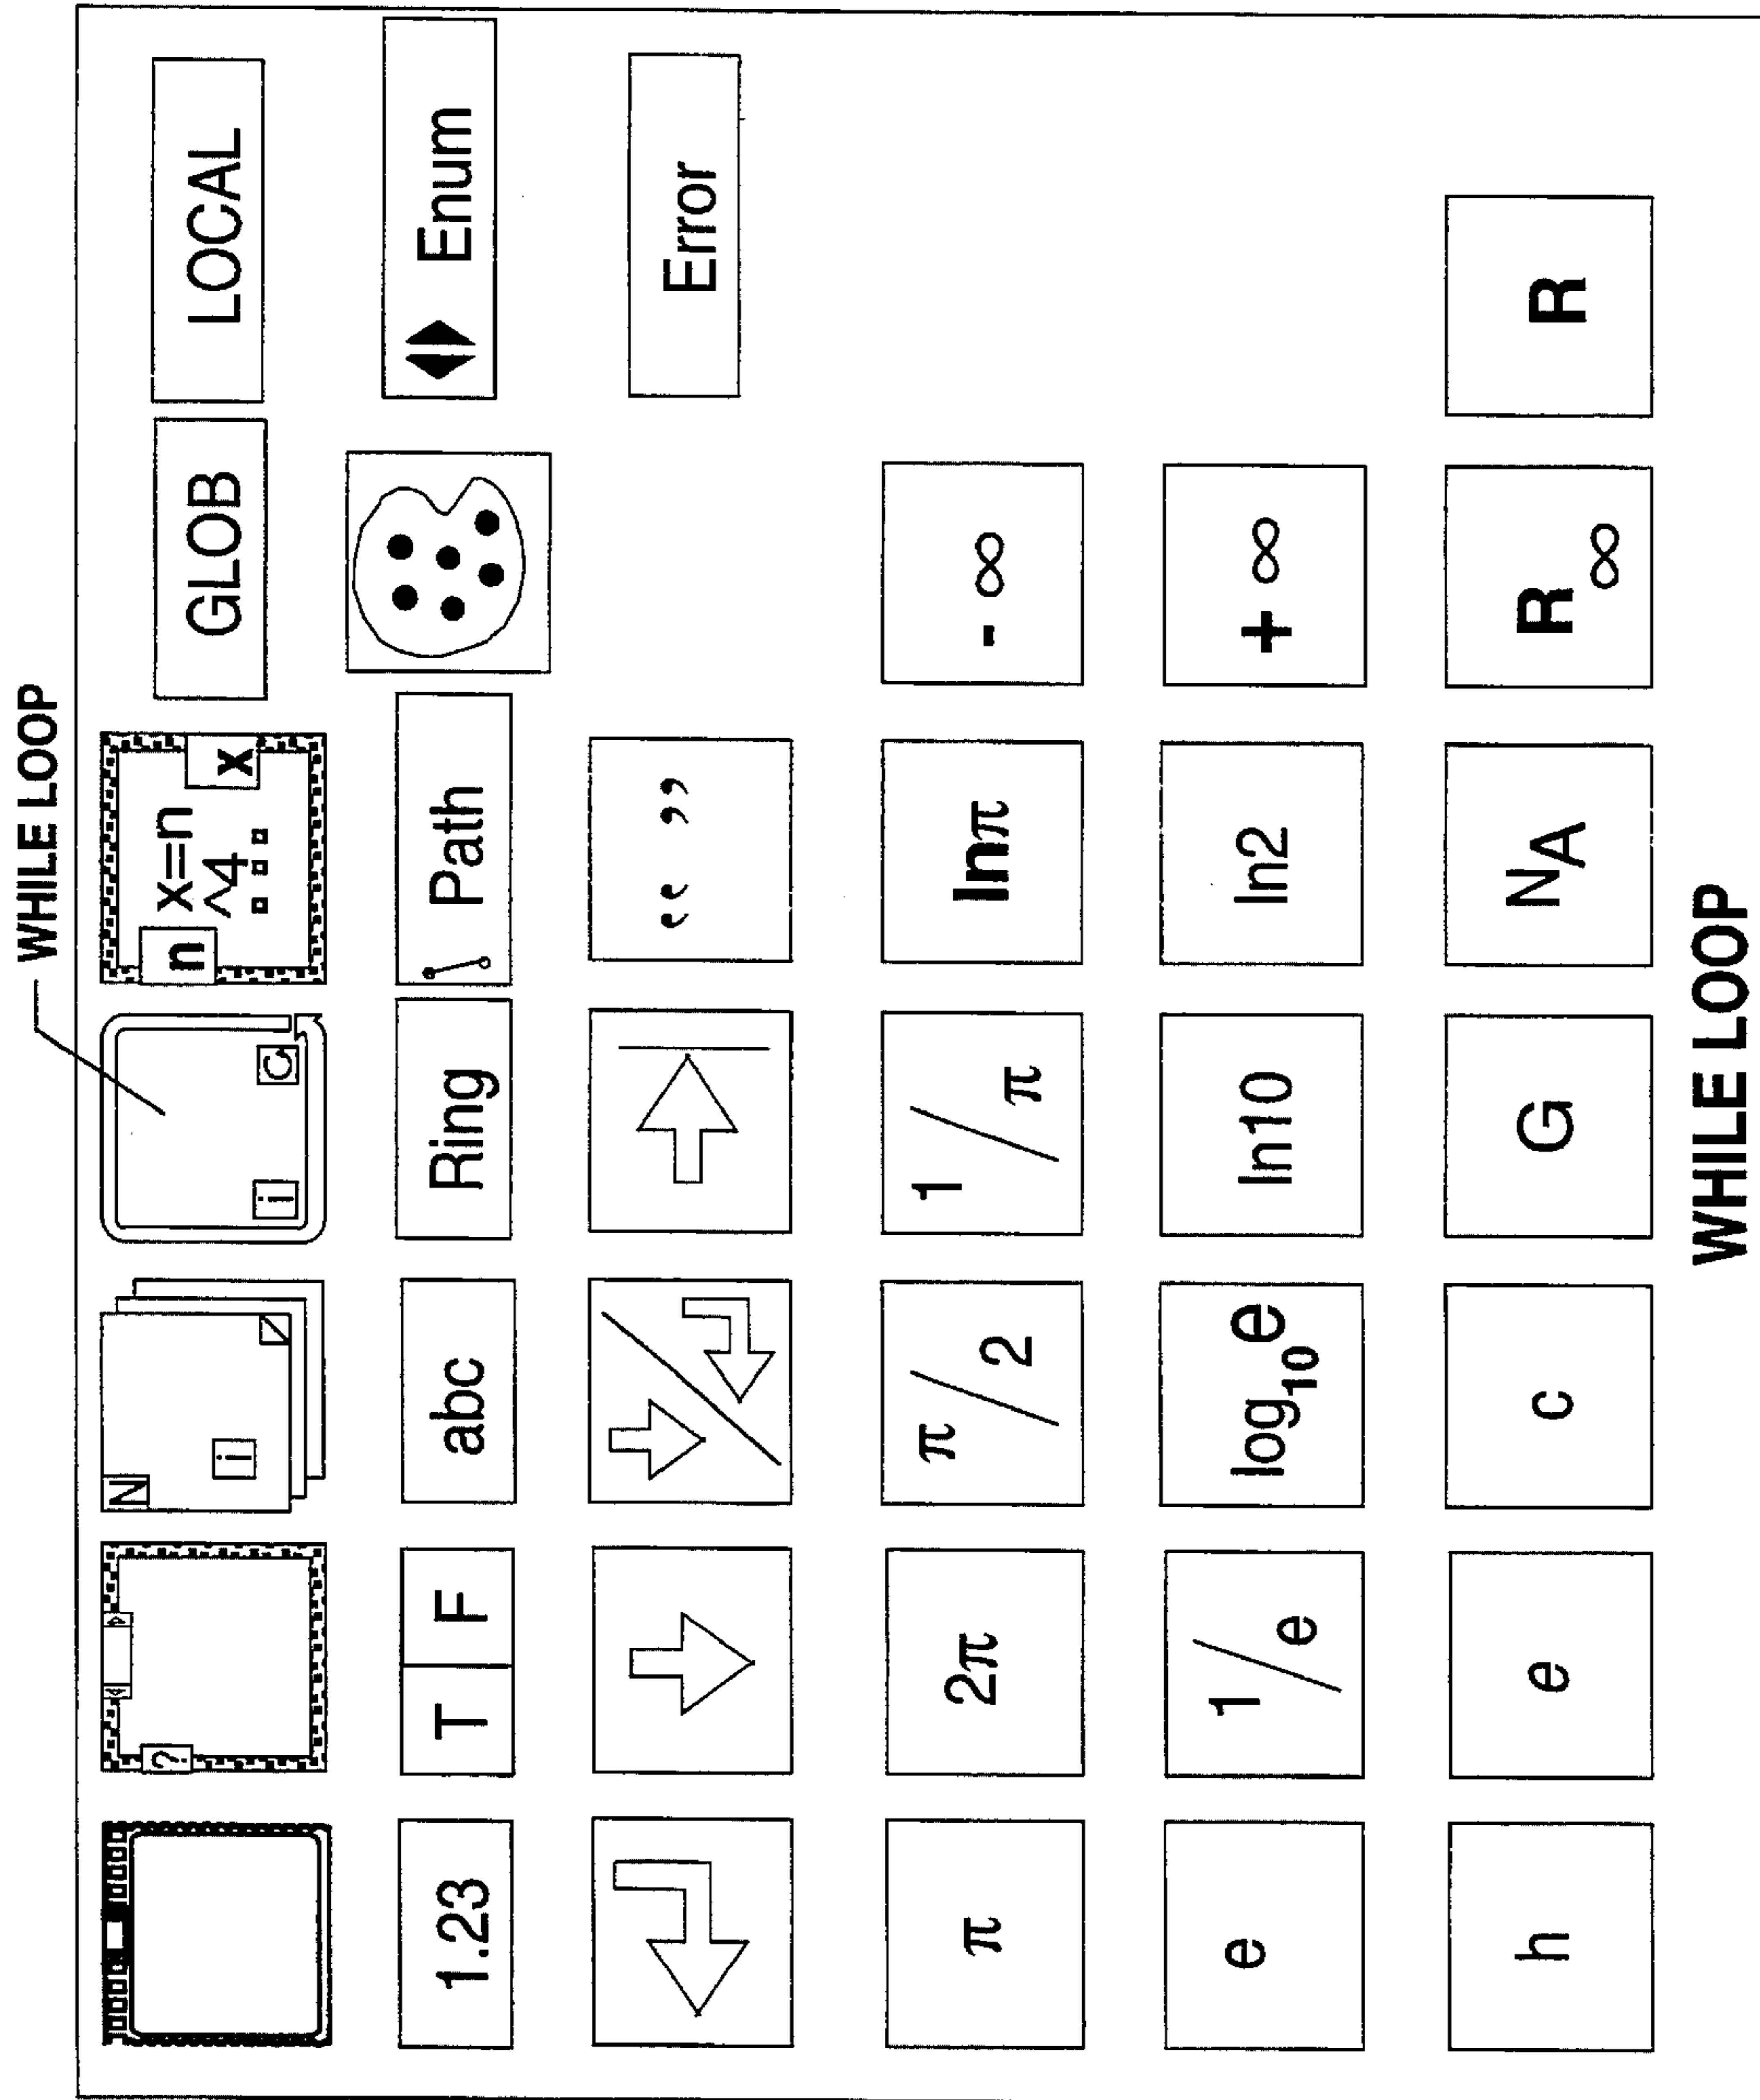 WHILE LOOP
? N i i n x=n ^4 x GLOB LOCAL
1.23 T F abc Ring Path Enum
“ ” Error
π 2π π/2 1/π lnπ -∞
e 1/e log₁₀e ln10 ln2 +∞
h e c G N_A R∞ R
WHILE LOOP